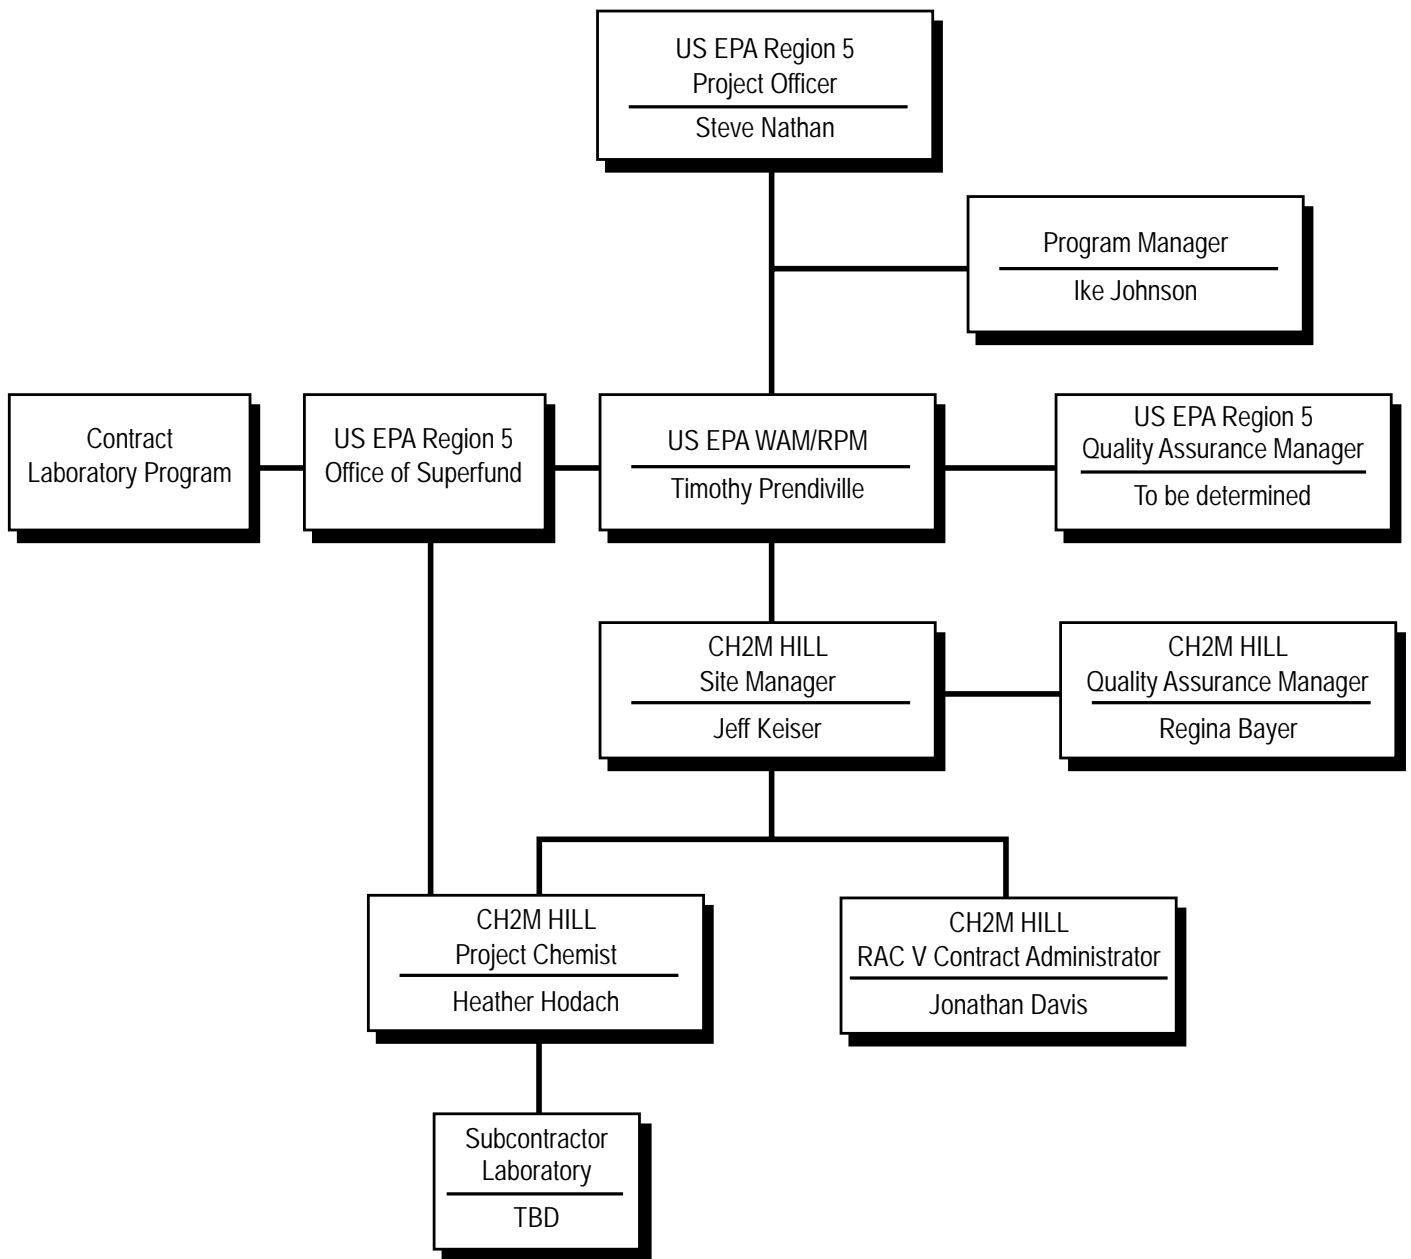 US EPA Region 5
Project Officer
Steve Nathan
Program Manager
Ike Johnson
Contract
Laboratory Program
US EPA Region 5
Office of Superfund
US EPA WAM/RPM
Timothy Prendiville
US EPA Region 5
Quality Assurance Manager
To be determined
CH2M HILL
Site Manager
Jeff Keiser
CH2M HILL
Quality Assurance Manager
Regina Bayer
CH2M HILL
Project Chemist
Heather Hodach
CH2M HILL
RAC V Contract Administrator
Jonathan Davis
Subcontractor
Laboratory
TBD